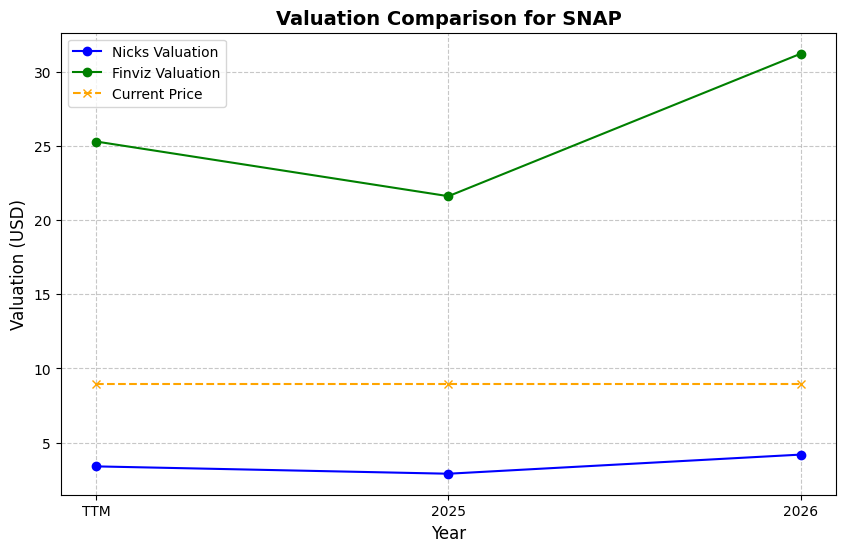 Valuation Comparison for SNAP
Nicks Valuation
Finviz Valuation
Current Price
Valuation (USD)
30
25
20
15
10
5
TTM
2025
2026
Year